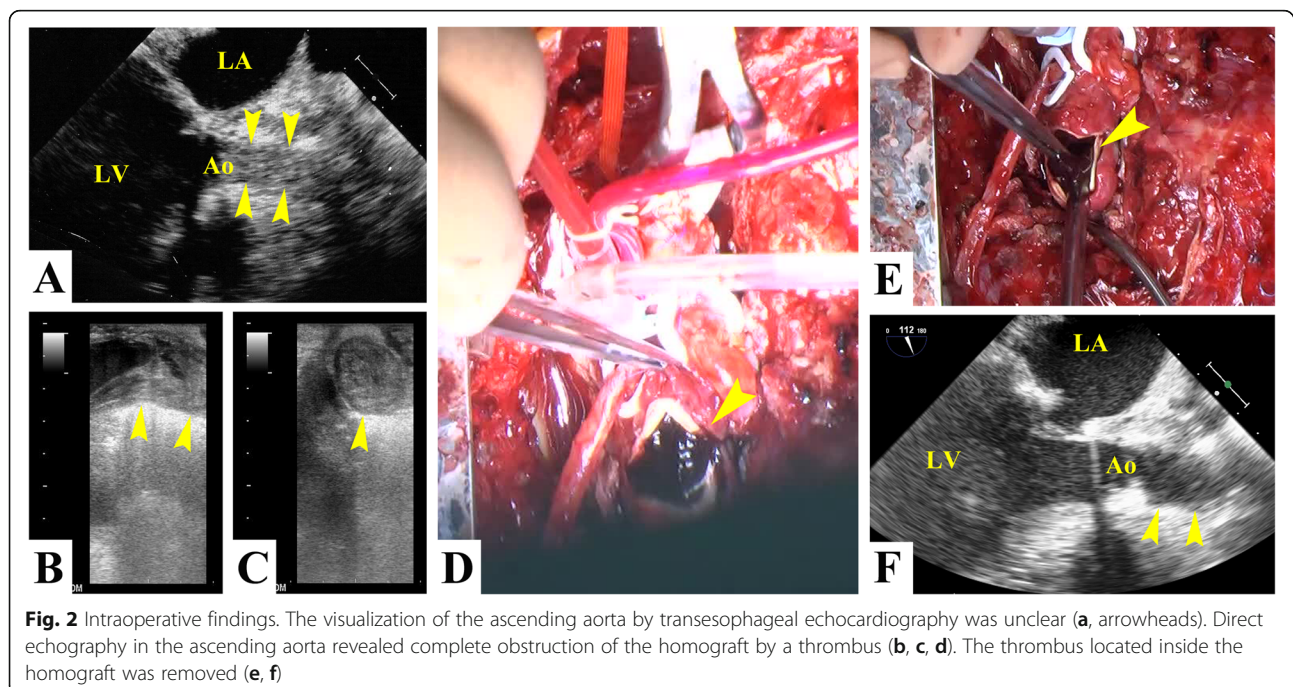 LA
LV
Ao
A
B
C
D
E
0 112 180
LA
LV
Ao
F
Fig. 2 Intraoperative findings. The visualization of the ascending aorta by transesophageal echocardiography was unclear (a, arrowheads). Direct
echography in the ascending aorta revealed complete obstruction of the homograft by a thrombus (b, c, d). The thrombus located inside the
homograft was removed (e, f)